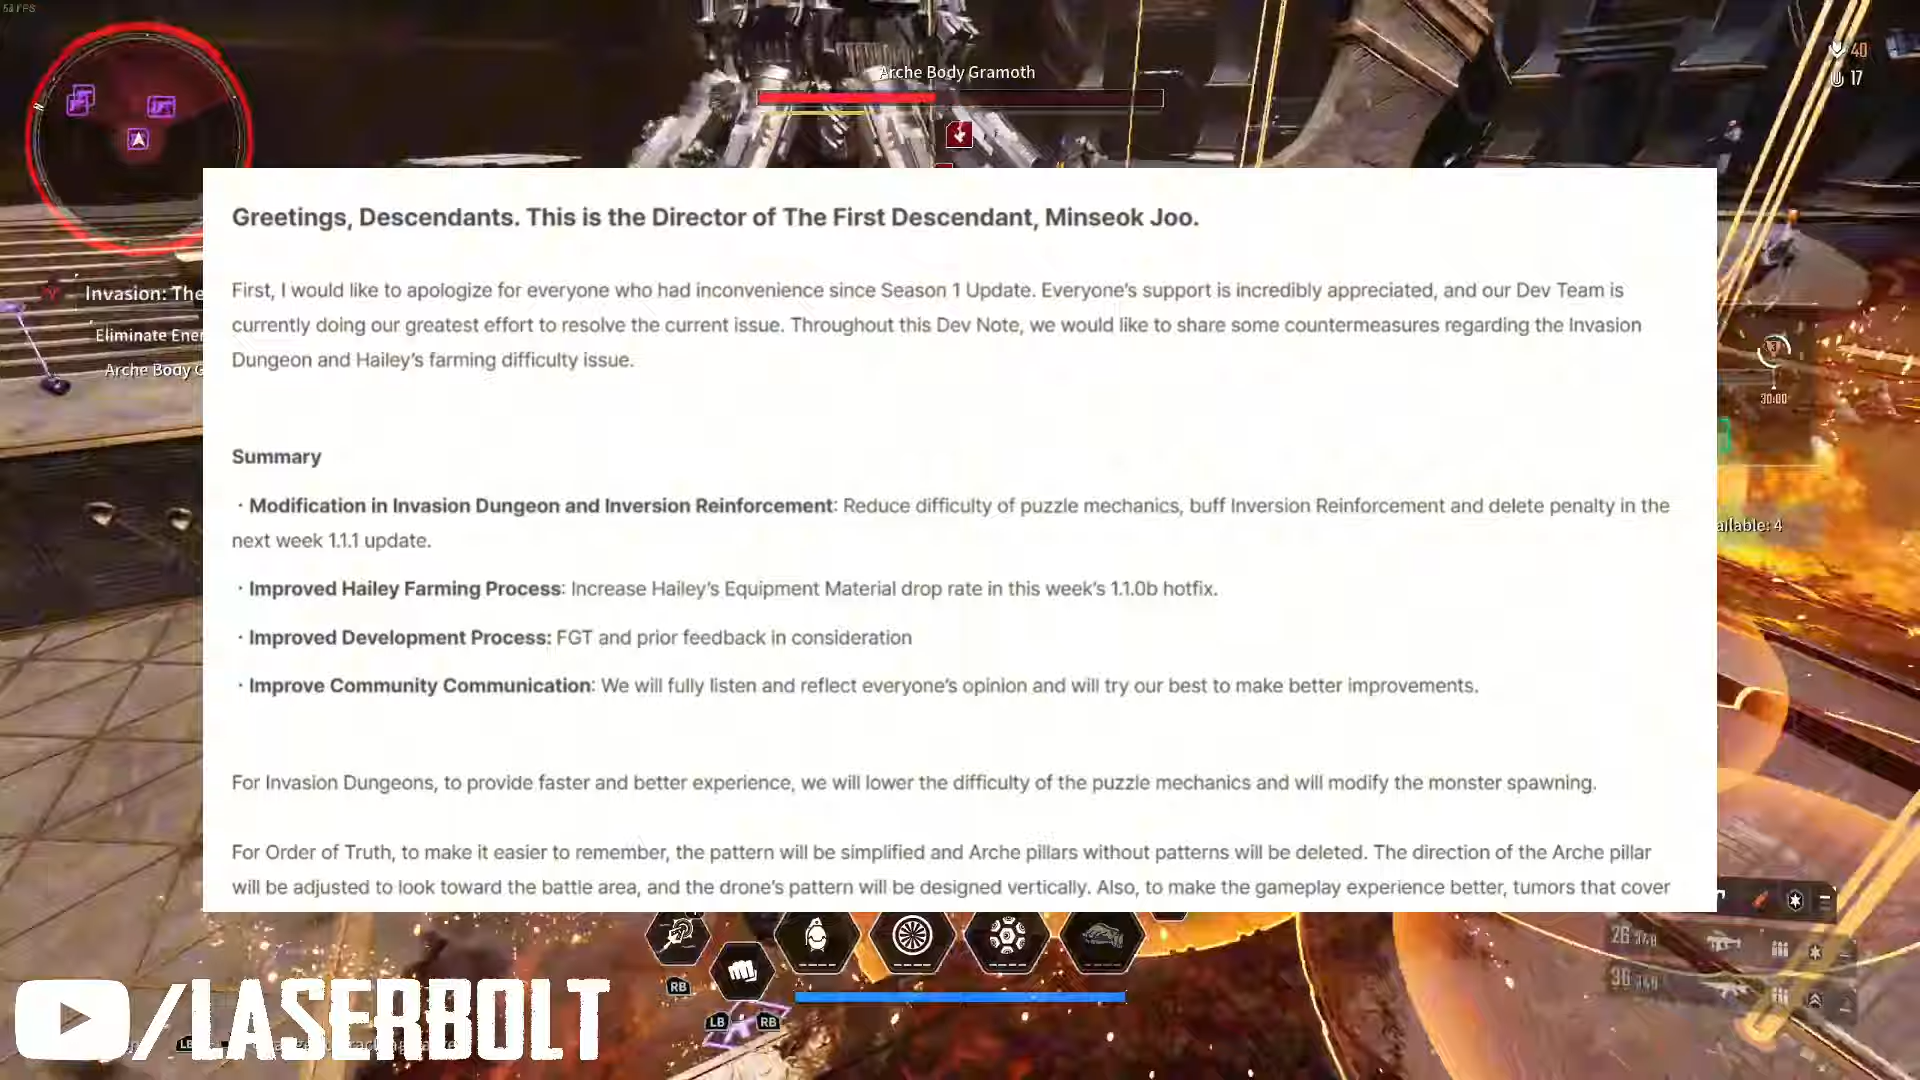 53 FPS
Arche Body Gramoth
40
17
N
Invasion: The
Eliminate Ener
Arche Body G
Greetings, Descendants. This is the Director of The First Descendant, Minseok Joo.
First, I would like to apologize for everyone who had inconvenience since Season 1 Update. Everyone's support is incredibly appreciated, and our Dev Team is
currently doing our greatest effort to resolve the current issue. Throughout this Dev Note, we would like to share some countermeasures regarding the Invasion
Dungeon and Hailey's farming difficulty issue.
Summary
· Modification in Invasion Dungeon and Inversion Reinforcement: Reduce difficulty of puzzle mechanics, buff Inversion Reinforcement and delete penalty in the
next week 1.1.1 update.
· Improved Hailey Farming Process: Increase Hailey's Equipment Material drop rate in this week's 1.1.0b hotfix.
· Improved Development Process: FGT and prior feedback in consideration
· Improve Community Communication: We will fully listen and reflect everyone's opinion and will try our best to make better improvements.
For Invasion Dungeons, to provide faster and better experience, we will lower the difficulty of the puzzle mechanics and will modify the monster spawning.
For Order of Truth, to make it easier to remember, the pattern will be simplified and Arche pillars without patterns will be deleted. The direction of the Arche pillar
will be adjusted to look toward the battle area, and the drone's pattern will be designed vertically. Also, to make the gameplay experience better, tumors that cover
3
30:00
ailable: 4
26
30
RB
LB
RB
/LASERBOLT